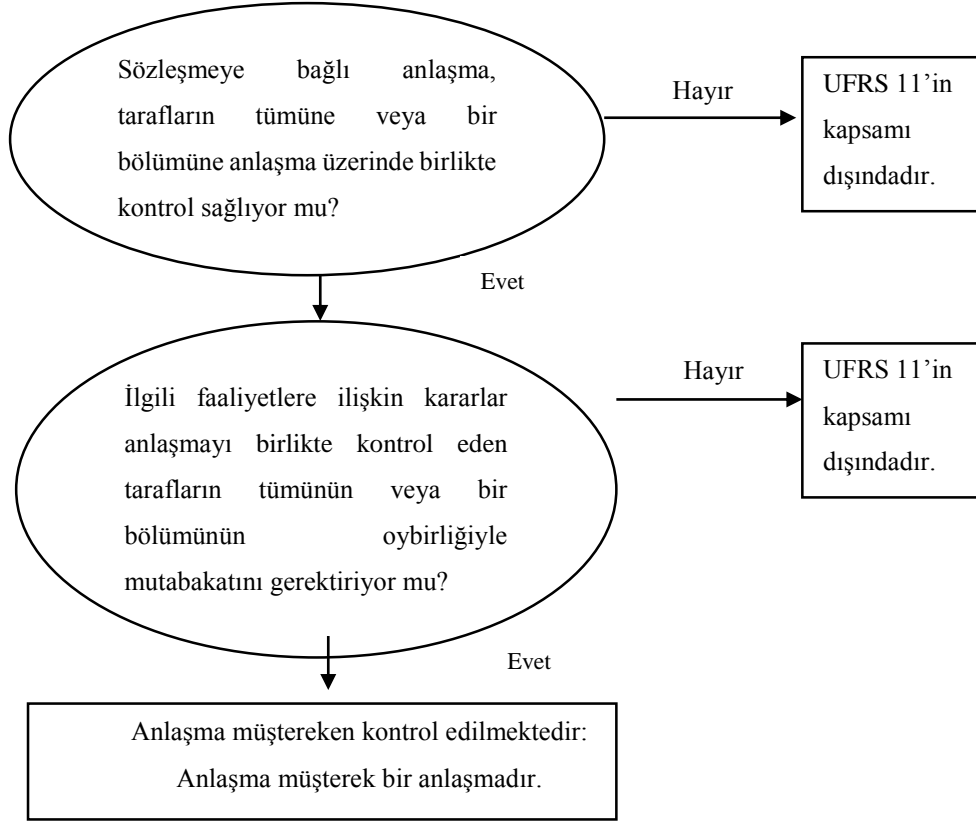 Sözleşmeye bağlı anlaşma,
tarafların tümüne veya bir
bölümüne anlaşma üzerinde birlikte
kontrol sağlıyor mu?
Hayır
UFRS 11’in
kapsamı
dışındadır.
Evet
İlgili faaliyetlere ilişkin kararlar
anlaşmayı birlikte kontrol eden
tarafların tümünün veya bir
bölümünün oybirliğiyle
mutabakatını gerektiriyor mu?
Hayır
UFRS 11’in
kapsamı
dışındadır.
Evet
Anlaşma müştereken kontrol edilmektedir:
Anlaşma müşterek bir anlaşmadır.